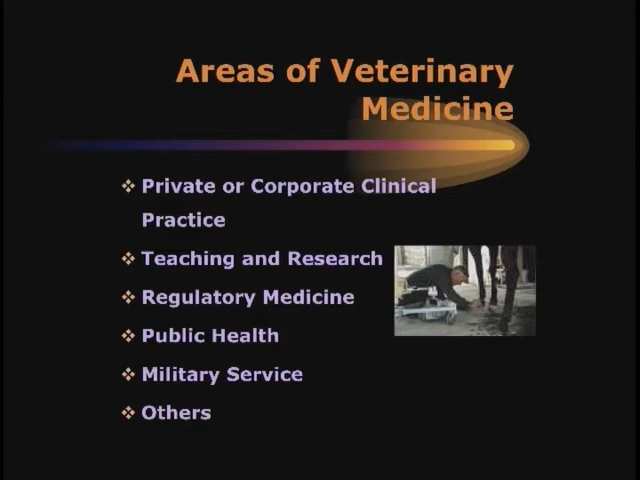 Areas of Veterinary
Medicine
❖ Private or Corporate Clinical
Practice
❖ Teaching and Research
❖ Regulatory Medicine
❖ Public Health
❖ Military Service
❖ Others